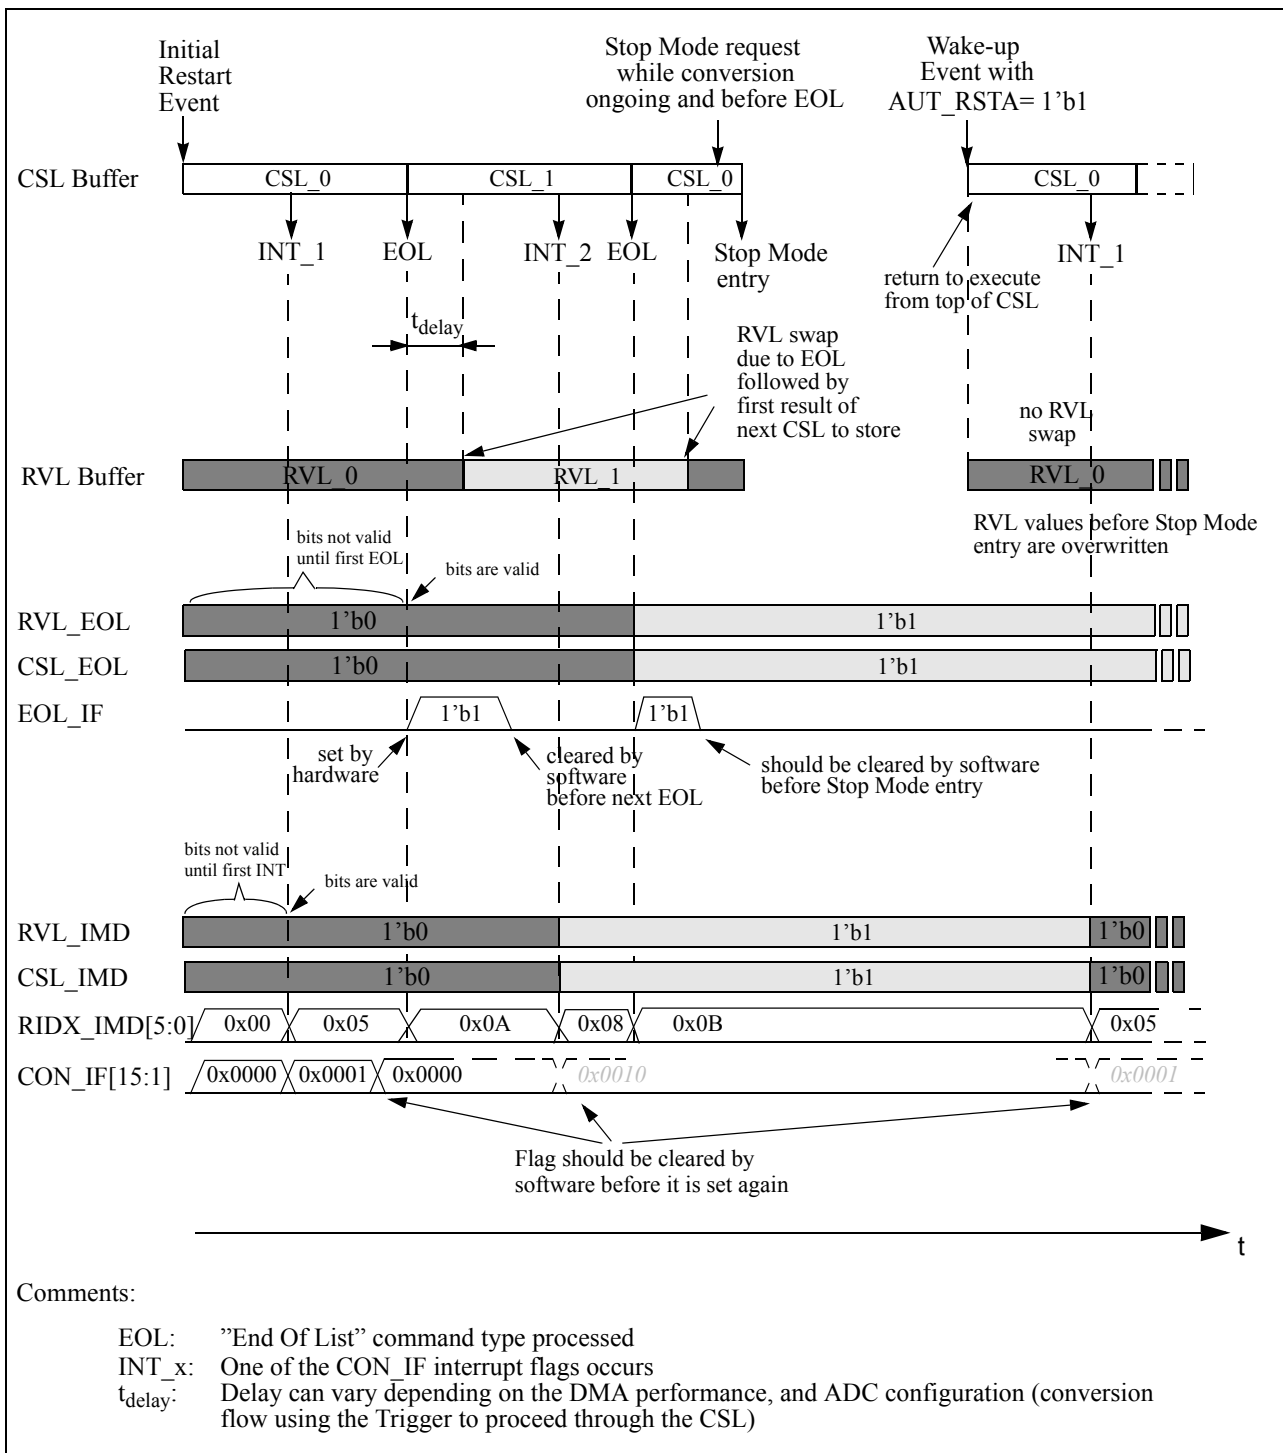 Initial
Restart
Event
Stop Mode request
while conversion
ongoing and before EOL
Wake-up
Event with
AUT_RSTA= 1’b1
CSL Buffer
CSL_0
CSL_1
CSL_0
CSL_0
INT_1
EOL
INT_2
EOL
Stop Mode
entry
INT_1
return to execute
from top of CSL
tdelay
RVL swap
due to EOL
followed by
first result of
next CSL to store
no RVL
swap
RVL Buffer
RVL_0
RVL_1
RVL_0
RVL values before Stop Mode
entry are overwritten
bits not valid
until first EOL
bits are valid
RVL_EOL
1’b0
1’b1
CSL_EOL
1’b0
1’b1
EOL_IF
1’b1
1’b1
set by
hardware
cleared by
software
before next EOL
should be cleared by software
before Stop Mode entry
bits not valid
until first INT
bits are valid
RVL_IMD
1’b0
1’b1
1’b0
CSL_IMD
1’b0
1’b1
1’b0
RIDX_IMD[5:0]
0x00
0x05
0x0A
0x08
0x0B
0x05
CON_IF[15:1]
0x0000
0x0001
0x0000
0x0010
0x0001
Flag should be cleared by
software before it is set again
t
Comments:
EOL: ”End Of List” command type processed
INT_x: One of the CON_IF interrupt flags occurs
tdelay: Delay can vary depending on the DMA performance, and ADC configuration (conversion
flow using the Trigger to proceed through the CSL)